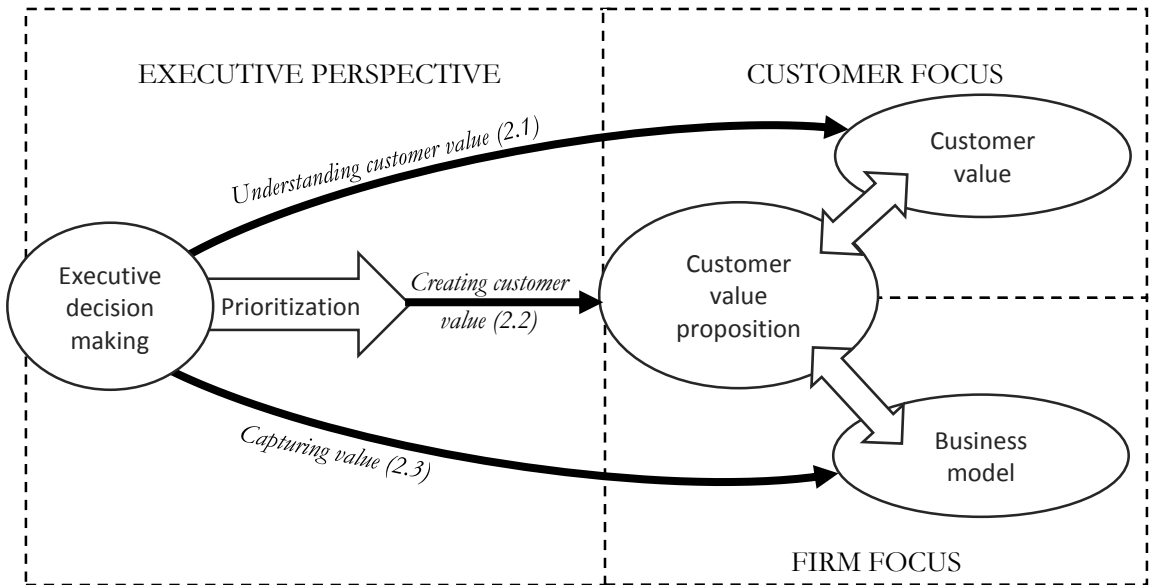 EXECUTIVE PERSPECTIVE
CUSTOMER FOCUS
Understanding customer value (2.1)
Customer
value
Executive
decision
making
Prioritization
Creating customer
value (2.2)
Customer
value
proposition
Capturing value (2.3)
Business
model
FIRM FOCUS